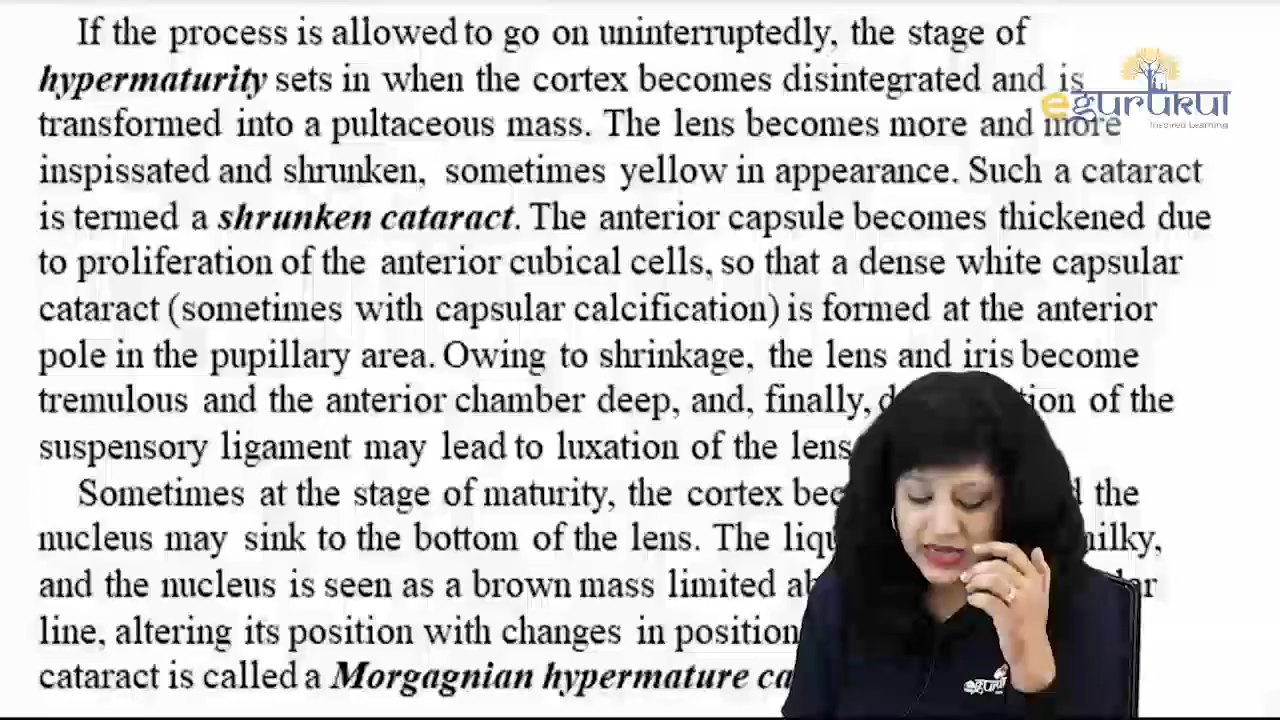 If the process is allowed to go on uninterruptedly, the stage of
hypermaturity sets in when the cortex becomes disintegrated and is
transformed into a pultaceous mass. The lens becomes more and more
inspissated and shrunken, sometimes yellow in appearance. Such a cataract
is termed a shrunken cataract. The anterior capsule becomes thickened due
to proliferation of the anterior cubical cells, so that a dense white capsular
cataract (sometimes with capsular calcification) is formed at the anterior
pole in the pupillary area. Owing to shrinkage, the lens and iris become
tremulous and the anterior chamber deep, and, finally, of the
suspensory ligament may lead to luxation of the lens
Sometimes at the stage of maturity, the cortex the
nucleus may sink to the bottom of the lens. The milky,
and the nucleus is seen as a brown mass limited
line, altering its position with changes in position
cataract is called a Morgagnian hypermature
egurukul
Inspired Learning